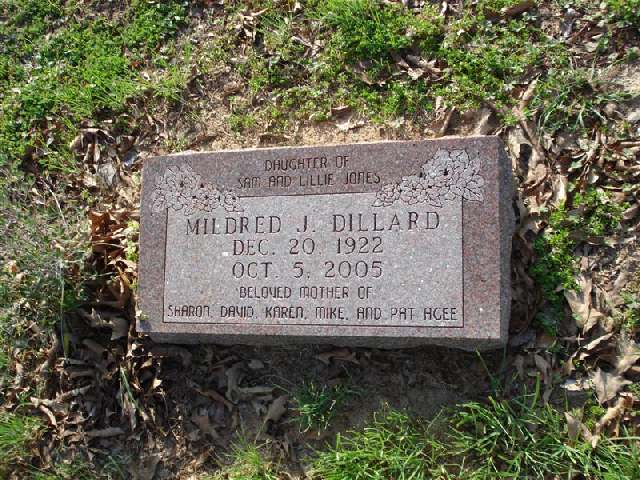 DAUGHTER OF
SAM AND LILLIE JONES
MILDRED J. DILLARD
DEC. 20 1922
OCT. 5, 2005
BELOVED MOTHER OF
SHARON, DAVID, KAREN, MIKE, AND PAT AGEE